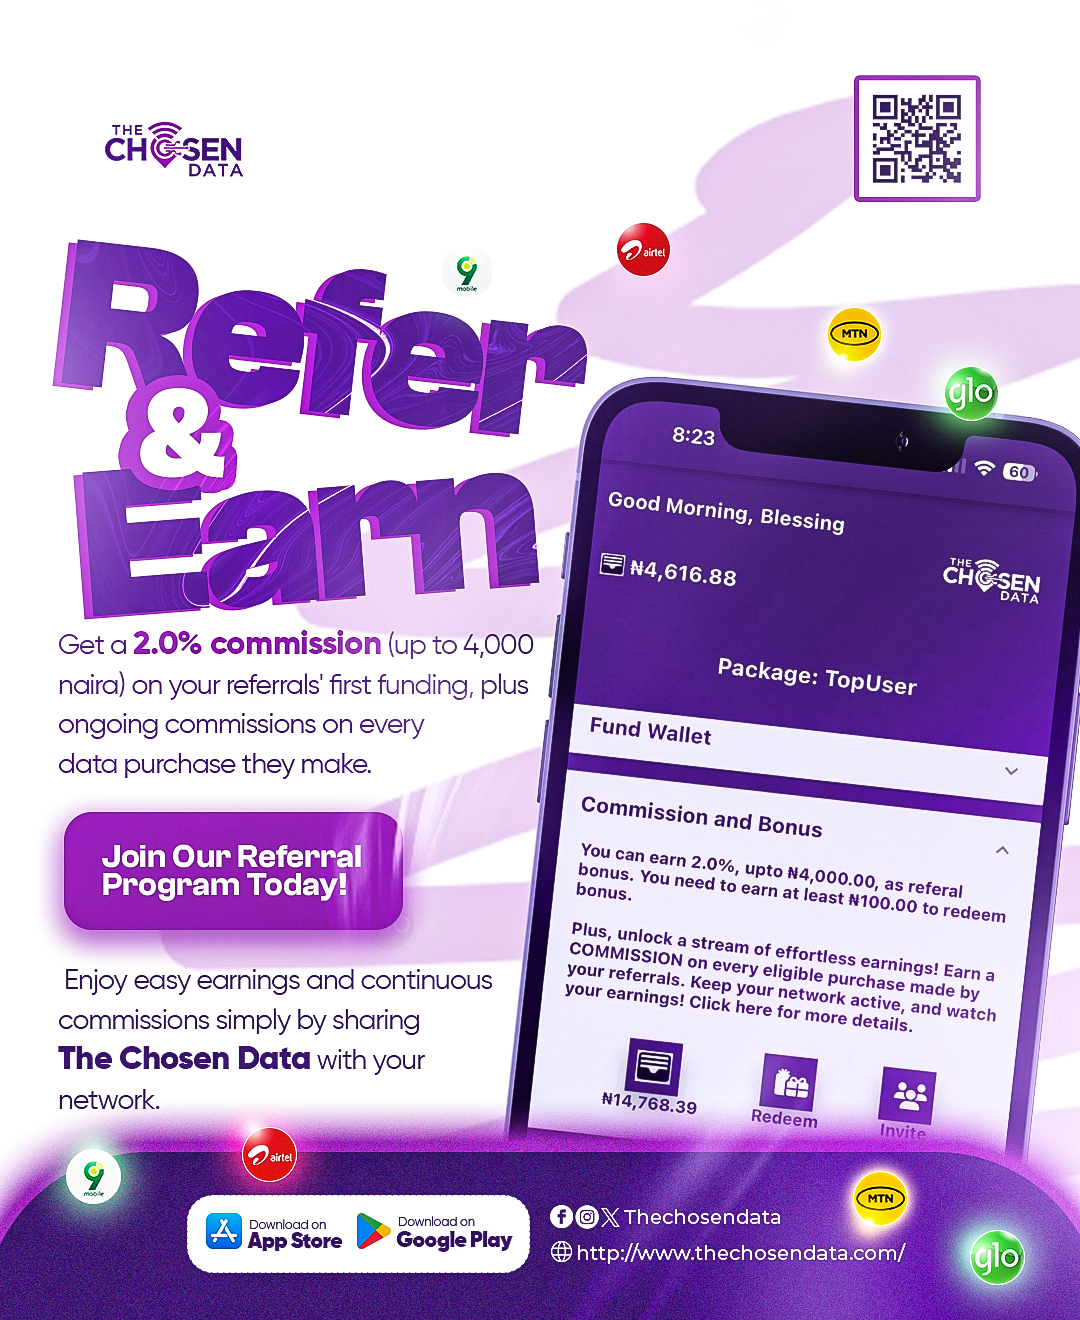 THE
CHOSEN
DATA
Refer
&
Earn
9
mobile
airtel
MTN
glo
Get a 2.0% commission (up to 4,000
naira) on your referrals' first funding, plus
ongoing commissions on every
data purchase they make.
Join Our Referral
Program Today!
Enjoy easy earnings and continuous
commissions simply by sharing
The Chosen Data with your
network.
8:23
60
Good Morning, Blessing
₦4,616.88
THE
CHOSEN
DATA
Package: TopUser
Fund Wallet
Commission and Bonus
You can earn 2.0%, upto ₦4,000.00, as referal
bonus. You need to earn at least ₦100.00 to redeem
bonus.
Plus, unlock a stream of effortless earnings! Earn a
COMMISSION on every eligible purchase made by
your referrals. Keep your network active, and watch
your earnings! Click here for more details.
₦14,768.39
Redeem
Invite
9
mobile
airtel
Download on
App Store
Download on
Google Play
Thechosendata
http://www.thechosendata.com/
MTN
glo